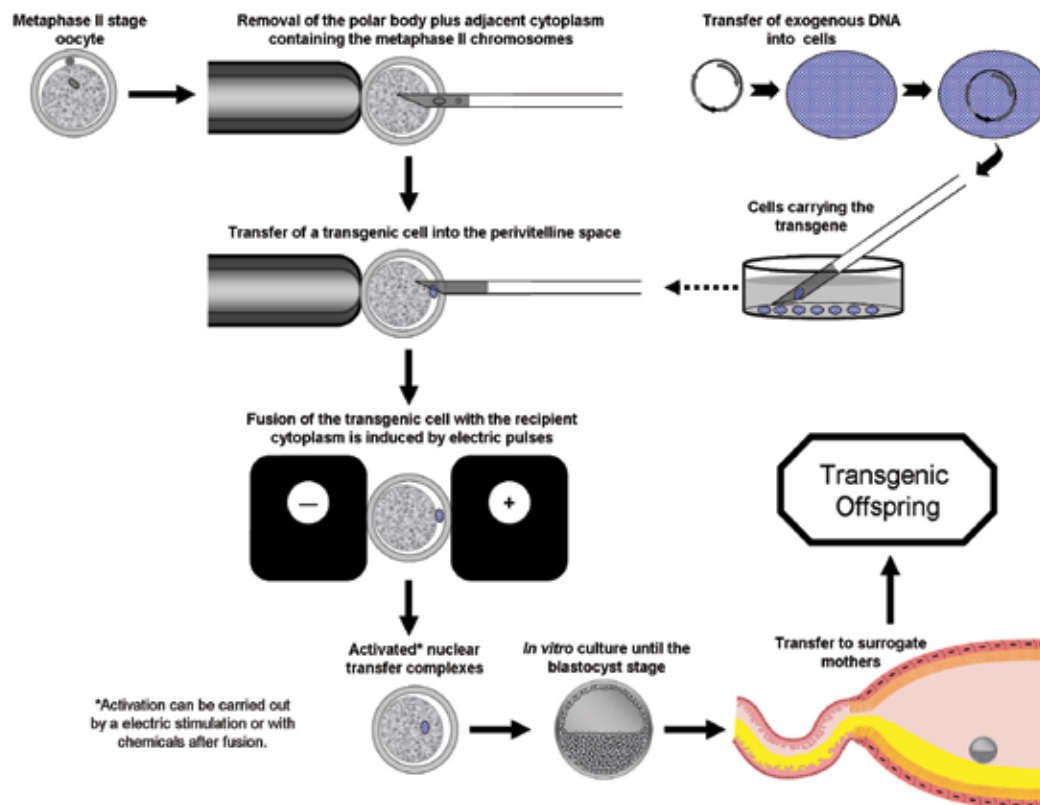 Metaphase II stage
oocyte
Removal of the polar body plus adjacent cytoplasm
containing the metaphase II chromosomes
Transfer of exogenous DNA
into cells
Cells carrying the
transgene
Transfer of a transgenic cell into the perivitelline space
Fusion of the transgenic cell with the recipient
cytoplasm is induced by electric pulses
—
+
Transgenic
Offspring
Activated* nuclear
transfer complexes
In vitro culture until the
blastocyst stage
Transfer to surrogate
mothers
*Activation can be carried out
by a electric stimulation or with
chemicals after fusion.